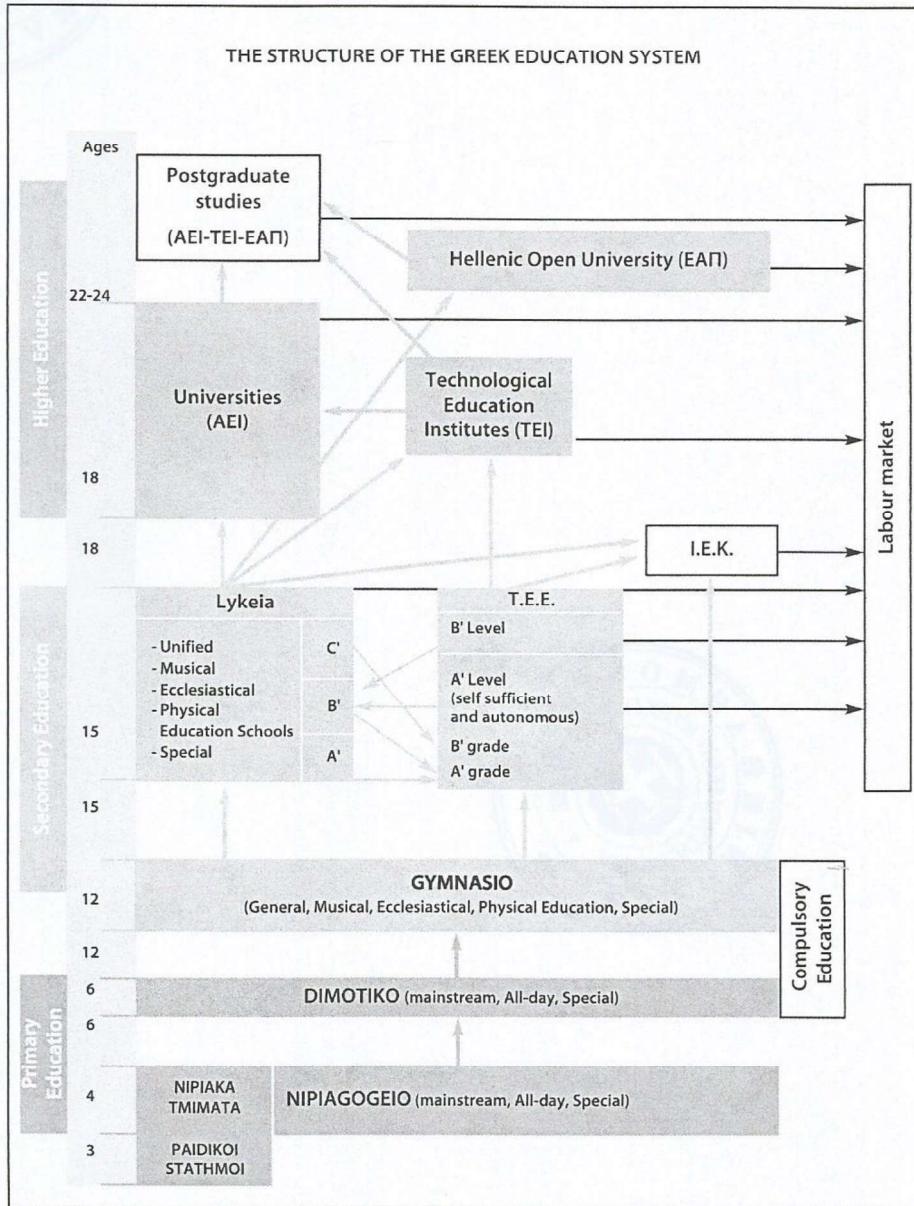 THE STRUCTURE OF THE GREEK EDUCATION SYSTEM
Ages
Higher Education
Postgraduate
studies
(ΑΕΙ-ΤΕΙ-ΕΑΠ)
Hellenic Open University (ΕΑΠ)
22-24
Universities
(AEI)
Technological
Education
Institutes (TEI)
18
Labour market
18
I.E.K.
Secondary Education
Lykeia
- Unified
- Musical
- Ecclesiastical
- Physical
Education Schools
- Special
C'
B'
A'
T.E.E.
B' Level
A' Level
(self sufficient
and autonomous)
B' grade
A' grade
15
15
GYMNASIO
(General, Musical, Ecclesiastical, Physical Education, Special)
12
Compulsory
Education
12
Primary
Education
6
DIMOTIKO (mainstream, All-day, Special)
6
4
NIPIAKA
TMIMATA
NIPIAGOGEIO (mainstream, All-day, Special)
3
PAIDIKOI
STATHMOI